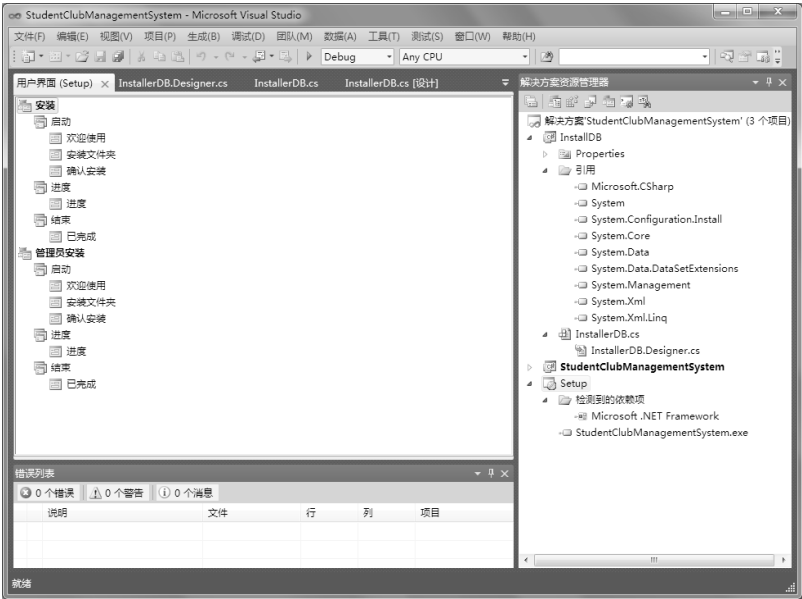 StudentClubManagementSystem - Microsoft Visual Studio
文件(F) 编辑(E) 视图(V) 项目(P) 生成(B) 调试(D) 团队(M) 数据(A) 工具(T) 测试(S) 窗口(W) 帮助(H)
Debug Any CPU
用户界面 (Setup) InstallerDB.Designer.cs InstallerDB.cs InstallerDB.cs [设计]
安装
启动
欢迎使用
安装文件夹
确认安装
进度
进度
结束
已完成
管理员安装
启动
欢迎使用
安装文件夹
确认安装
进度
进度
结束
已完成
错误列表
0 个错误 0 个警告 0 个消息
说明 文件 行 列 项目
解决方案资源管理器
解决方案'StudentClubManagementSystem' (3 个项目)
InstallDB
Properties
引用
Microsoft.CSharp
System
System.Configuration.Install
System.Core
System.Data
System.Data.DataSetExtensions
System.Management
System.Xml
System.Xml.Linq
InstallerDB.cs
InstallerDB.Designer.cs
StudentClubManagementSystem
Setup
检测到的依赖项
Microsoft .NET Framework
StudentClubManagementSystem.exe
就绪